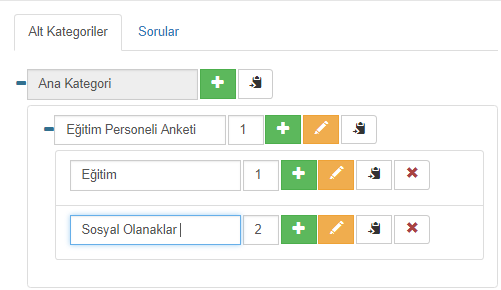 Alt Kategoriler Sorular
Ana Kategori
Eğitim Personeli Anketi 1
Eğitim 1
Sosyal Olanaklar 2